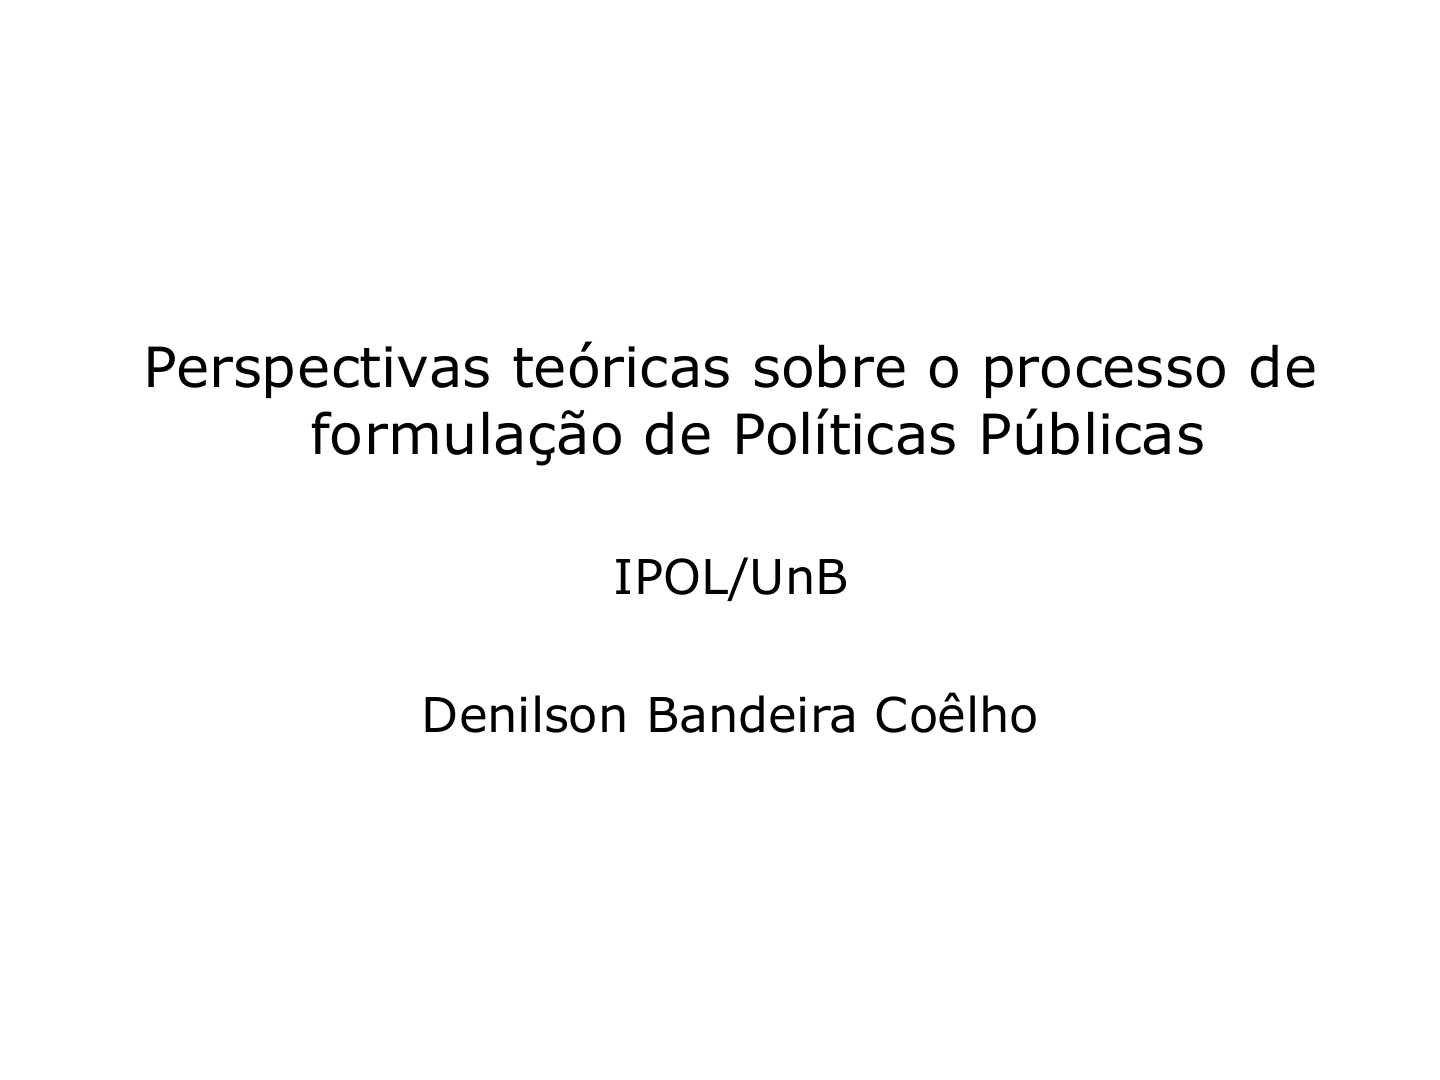 Perspectivas teóricas sobre o processo de
formulação de Políticas Públicas
IPOL/UnB
Denilson Bandeira Coêlho